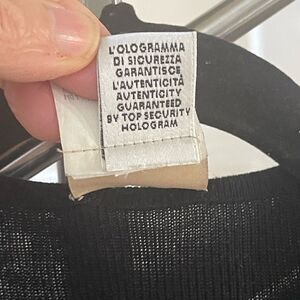 L'OLOGRAMMA
DI SICUREZZA
GARANTISCE
L'AUTENTICITÀ
AUTENTICITY
GUARANTEED
BY TOP SECURITY
HOLOGRAM